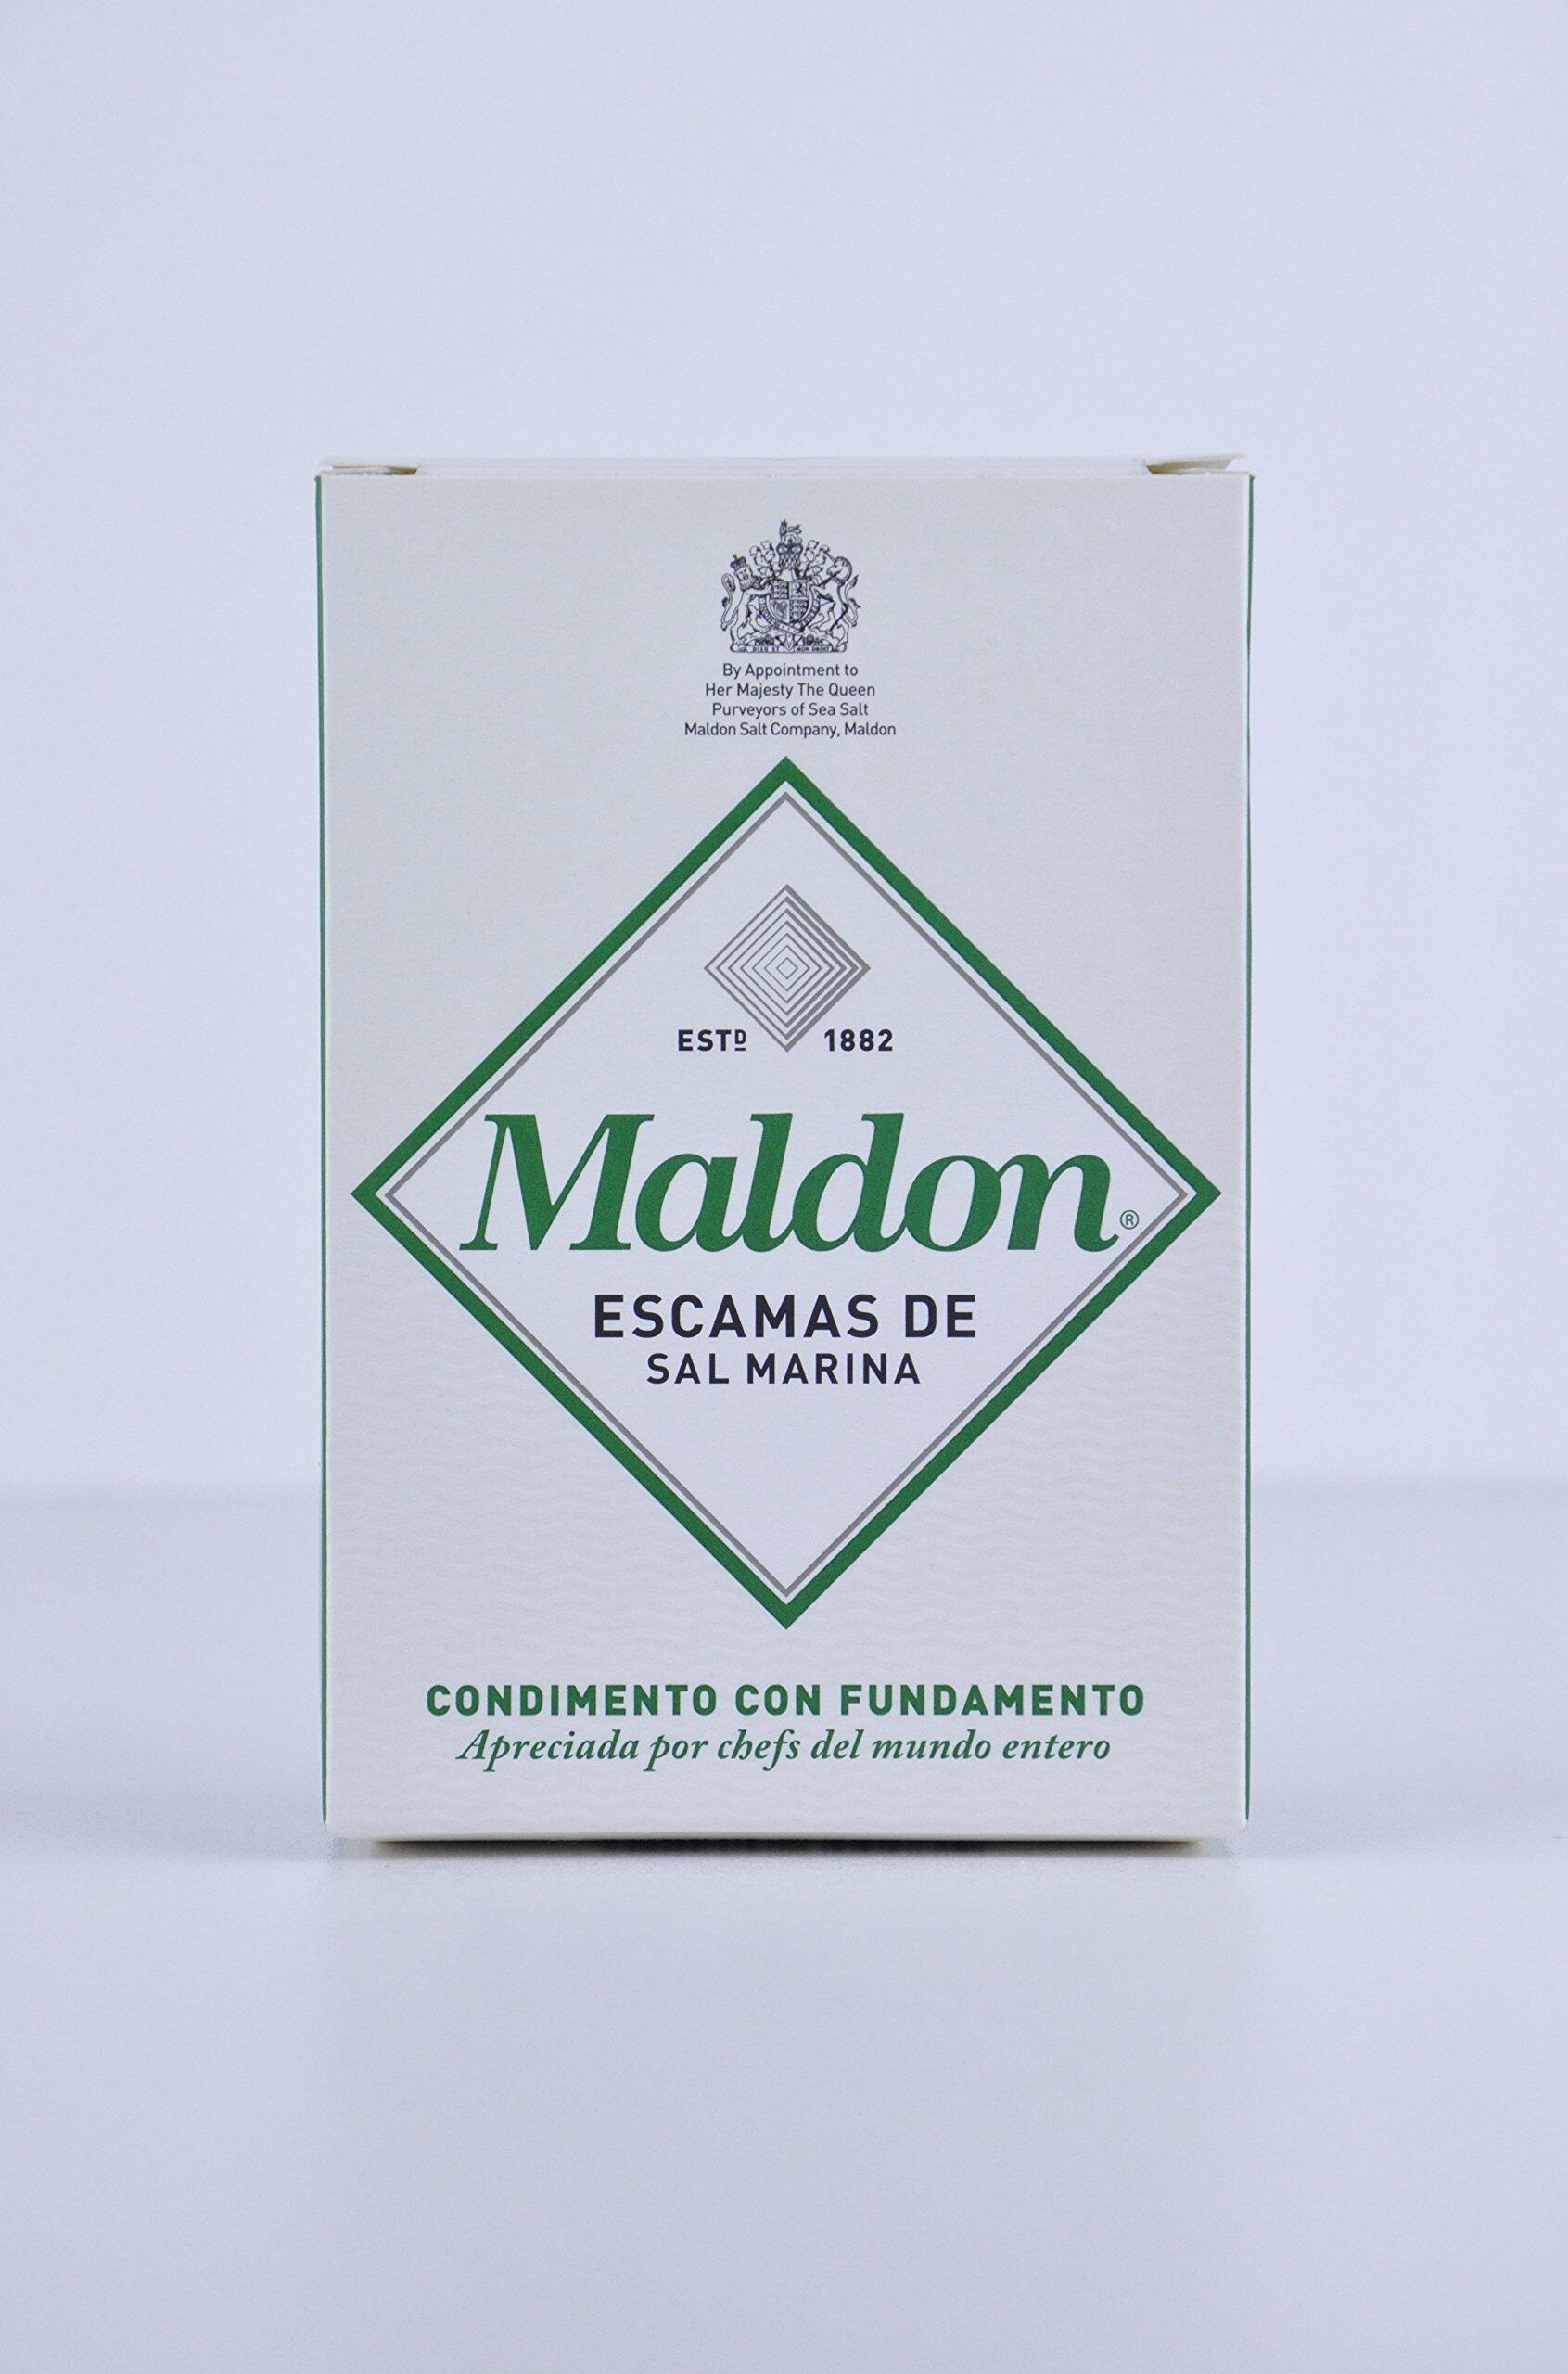 By Appointment to
Her Majesty The Queen
Purveyors of Sea Salt
Maldon Salt Company, Maldon
ESTD 1882
Maldon®
ESCAMAS DE
SAL MARINA
CONDIMENTO CON FUNDAMENTO
Apreciada por chefs del mundo entero